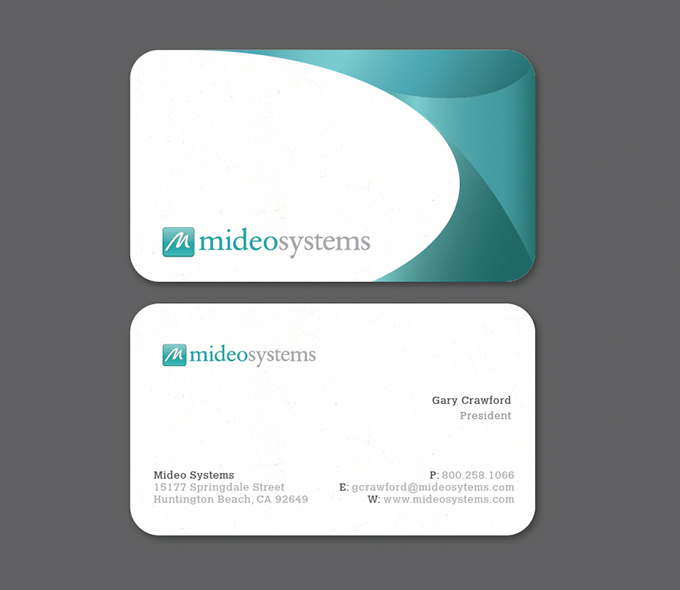 mideosystems
mideosystems
Gary Crawford
President
Mideo Systems
15177 Springdale Street
Huntington Beach, CA 92649
P: 800.258.1066
E: gcrawford@mideosytems.com
W: www.mideosystems.com